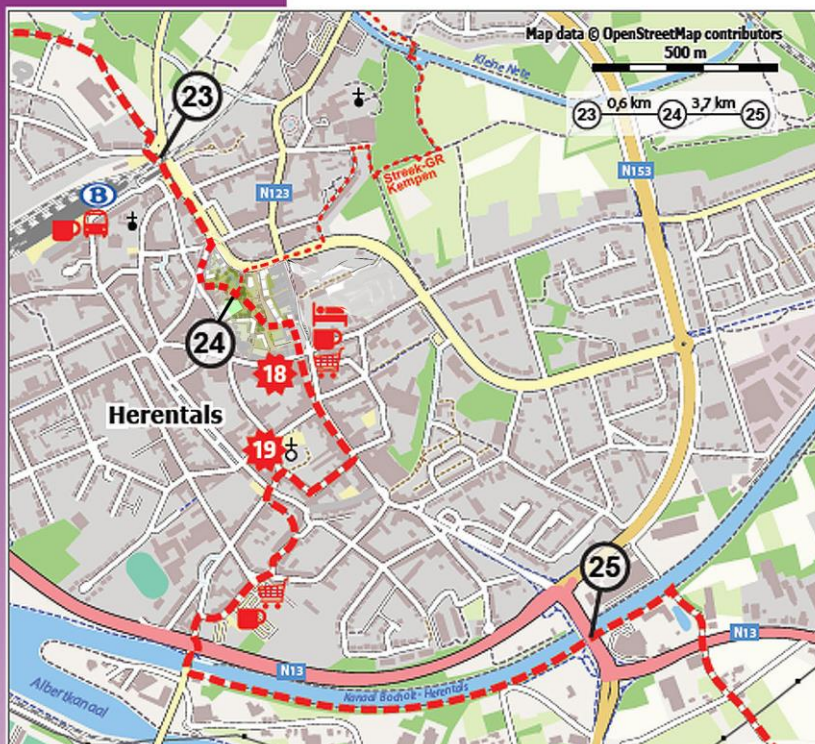 Map data © OpenStreetMap contributors
500 m
Kleine Nete
23 0,6 km 24 3,7 km 25
23
Streek-GR
Kempen
N153
B
N123
24
18
Herentals
19
25
N13
N13
Kanaal Bocholt - Herentals
Albertkanaal